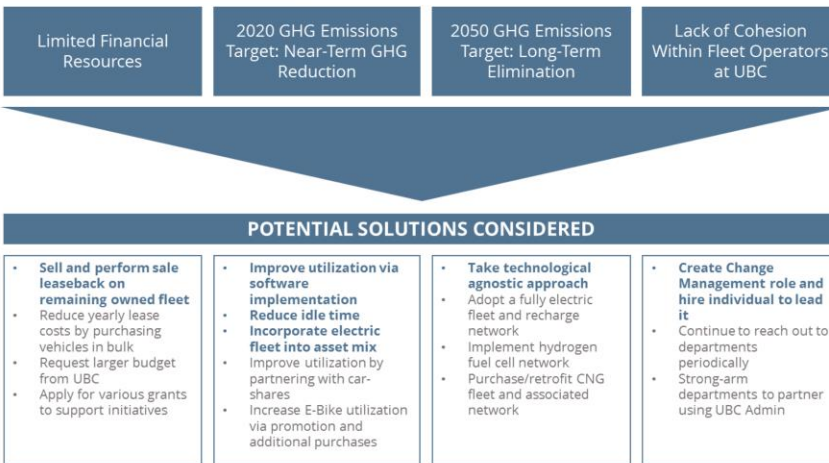 Limited Financial
Resources
2020 GHG Emissions
Target: Near-Term GHG
Reduction
2050 GHG Emissions
Target: Long-Term
Elimination
Lack of Cohesion
Within Fleet Operators
at UBC
POTENTIAL SOLUTIONS CONSIDERED
• Sell and perform sale
leaseback on
remaining owned fleet
• Reduce yearly lease
costs by purchasing
vehicles in bulk
• Request larger budget
from UBC
• Apply for various grants
to support initiatives
• Improve utilization via
software
implementation
• Reduce idle time
• Incorporate electric
fleet into asset mix
• Improve utilization by
partnering with car-
shares
• Increase E-Bike utilization
via promotion and
additional purchases
• Take technological
agnostic approach
• Adopt a fully electric
fleet and recharge
network
• Implement hydrogen
fuel cell network
• Purchase/retrofit CNG
fleet and associated
network
• Create Change
Management role and
hire individual to lead
it
• Continue to reach out to
departments
periodically
• Strong-arm
departments to partner
using UBC Admin